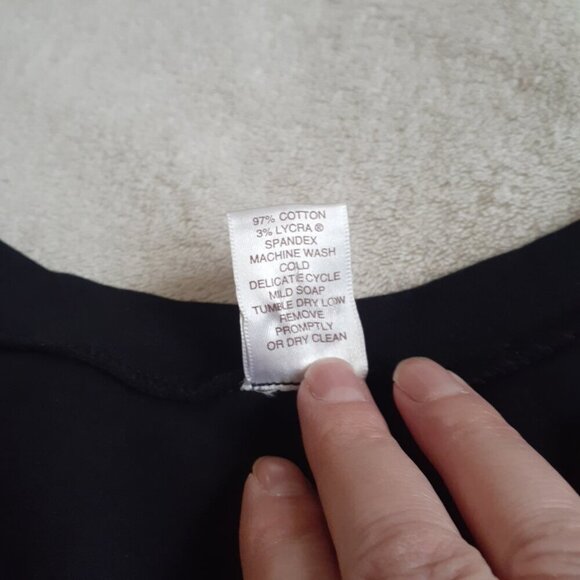 97% COTTON
3% LYCRA ®
SPANDEX
MACHINE WASH
COLD
DELICATE CYCLE
MILD SOAP
TUMBLE DRY LOW
REMOVE
PROMPTLY
OR DRY CLEAN